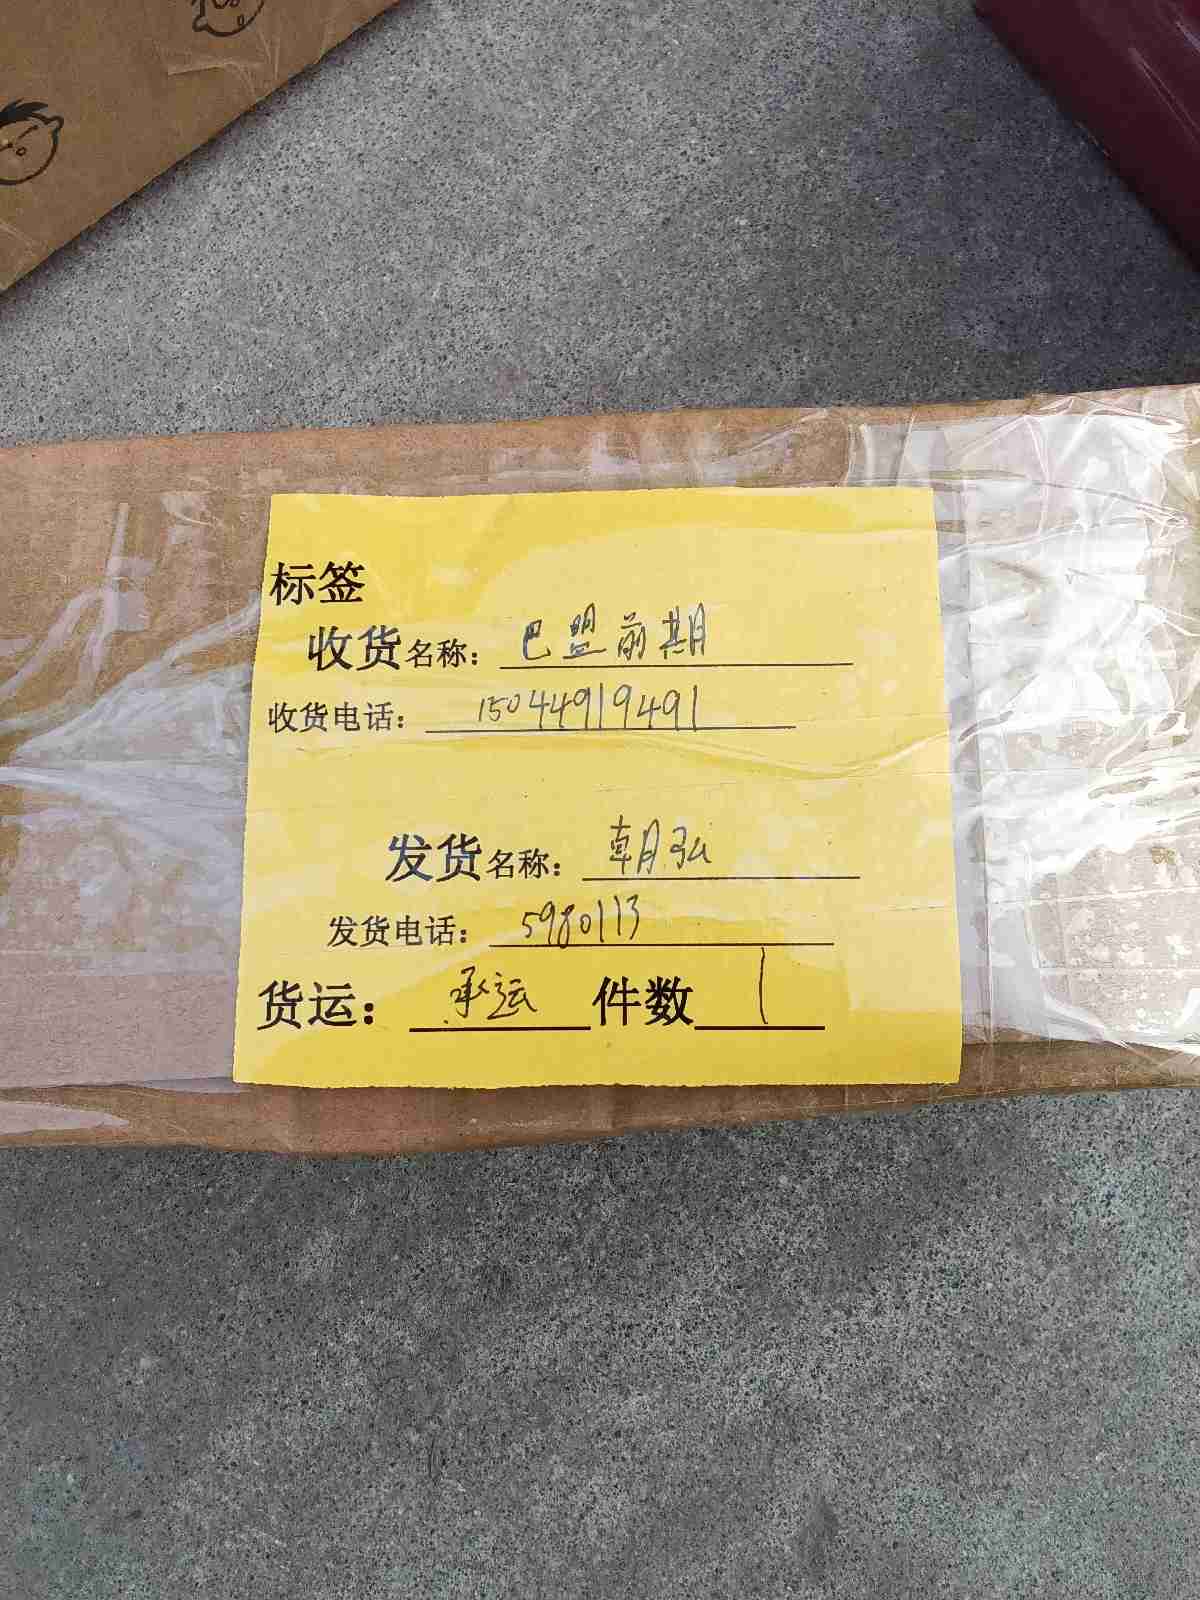 标签
收货名称：巴盟前期
收货电话：15044919491
发货名称：朝弘
发货电话：5980113
货运：承运 件数 1